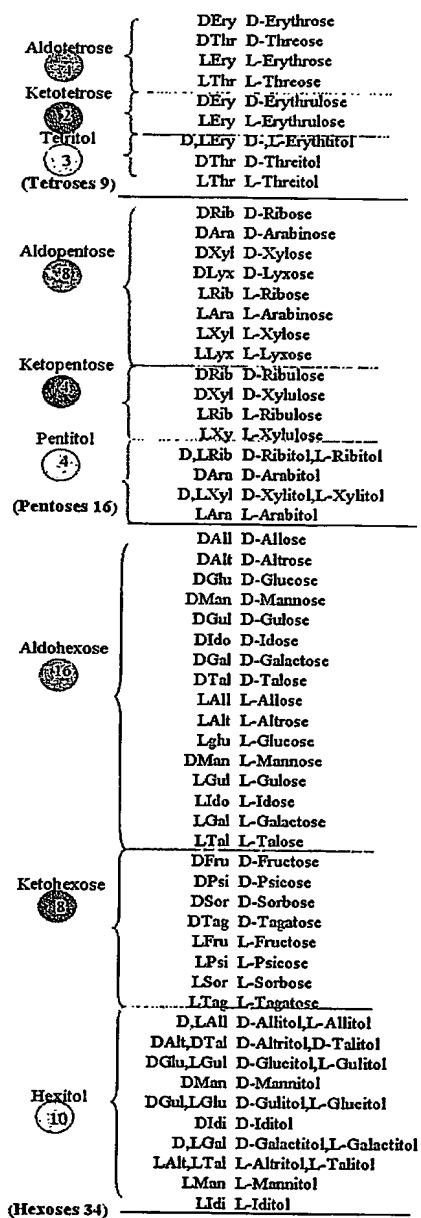 DEry D-Erythrose
Aldotetrose
DThr D-Threose
4
LEry L-Erythrose
LThr L-Threose
Ketotetrose
DEry D-Erythrulose
2
LEry L-Erythrulose
Tetritol
D,LEry D-,L-Erythtitol
3
DThr D-Threitol
(Tetroses 9)
LThr L-Threitol
DRib D-Ribose
DAra D-Arabinose
Aldopentose
DXyl D-Xylose
8
DLyx D-Lyxose
LRib L-Ribose
LAra L-Arabinose
LXyl L-Xylose
LLyx L-Lyxose
Ketopentose
DRib D-Ribulose
4
DXyl D-Xylulose
LRib L-Ribulose
LXy L-Xylulose
Pentitol
D,LRib D-Ribitol,L-Ribitol
4
DAra D-Arabitol
(Pentoses 16)
D,LXyl D-Xylitol,L-Xylitol
LAra L-Arabitol
DAll D-Allose
DAlt D-Altrose
DGlu D-Glucose
DMan D-Mannose
DGul D-Gulose
Aldohexose
DIdo D-Idose
16
DGal D-Galactose
DTal D-Talose
LAll L-Allose
LAlt L-Altrose
Lglu L-Glucose
DMan L-Mannose
LGul L-Gulose
LIdo L-Idose
LGal L-Galactose
LTal L-Talose
DFru D-Fructose
Ketohexose
DPsi D-Psicose
8
DSor D-Sorbose
DTag D-Tagatose
LFru L-Fructose
LPsi L-Psicose
LSor L-Sorbose
LTag L-Tagatose
D,LAll D-Allitol,L-Allitol
DAlt,DTal D-Altritol,D-Talitol
DGlu,LGul D-Glucitol,L-Gulitol
Hexitol
DMan D-Mannitol
10
DGul,LGlu D-Gulitol,L-Glucitol
DIdi D-Iditol
D,LGal D-Galactitol,L-Galactitol
LAlt,LTal L-Altritol,L-Talitol
LMan L-Mannitol
(Hexoses 34)
LIdi L-Iditol